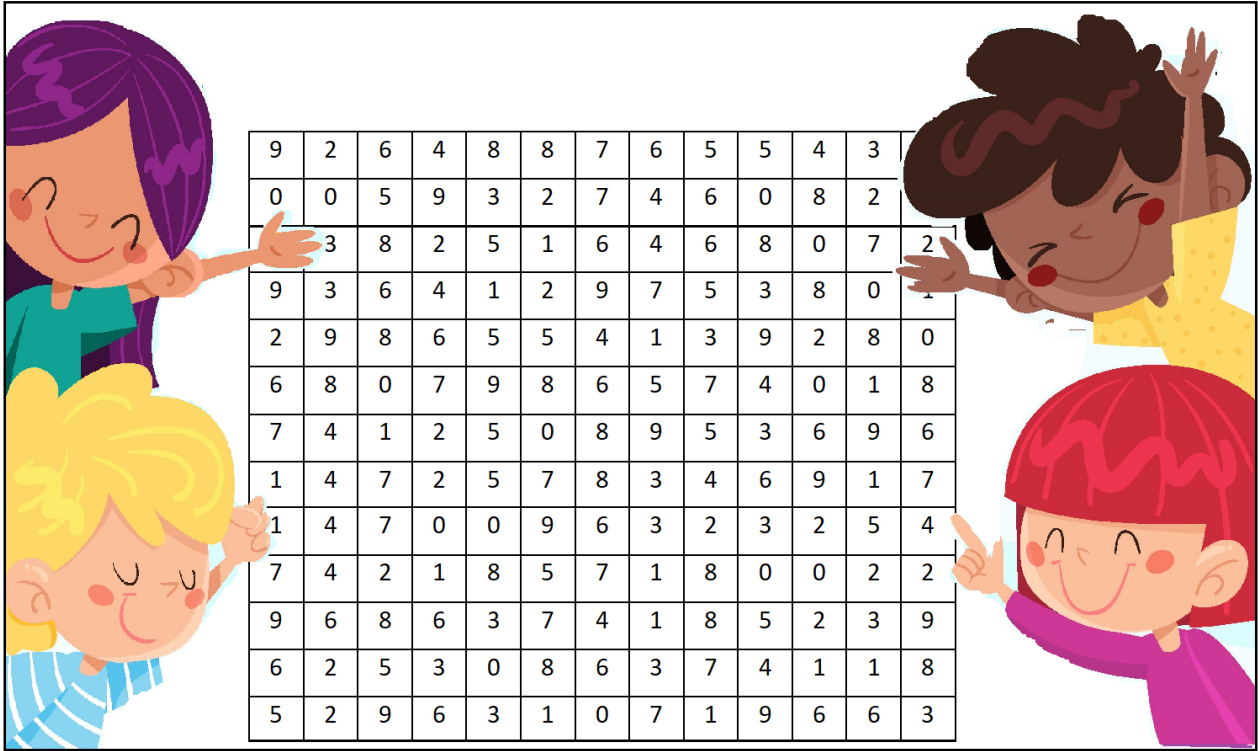 9 2 6 4 8 8 7 6 5 5 4 3
0 0 5 9 3 2 7 4 6 0 8 2
3 8 2 5 1 6 4 6 8 0 7 2
9 3 6 4 1 2 9 7 5 3 8 0 1
2 9 8 6 5 5 4 1 3 9 2 8 0
6 8 0 7 9 8 6 5 7 4 0 1 8
7 4 1 2 5 0 8 9 5 3 6 9 6
1 4 7 2 5 7 8 3 4 6 9 1 7
1 4 7 0 0 9 6 3 2 3 2 5 4
7 4 2 1 8 5 7 1 8 0 0 2 2
9 6 8 6 3 7 4 1 8 5 2 3 9
6 2 5 3 0 8 6 3 7 4 1 1 8
5 2 9 6 3 1 0 7 1 9 6 6 3